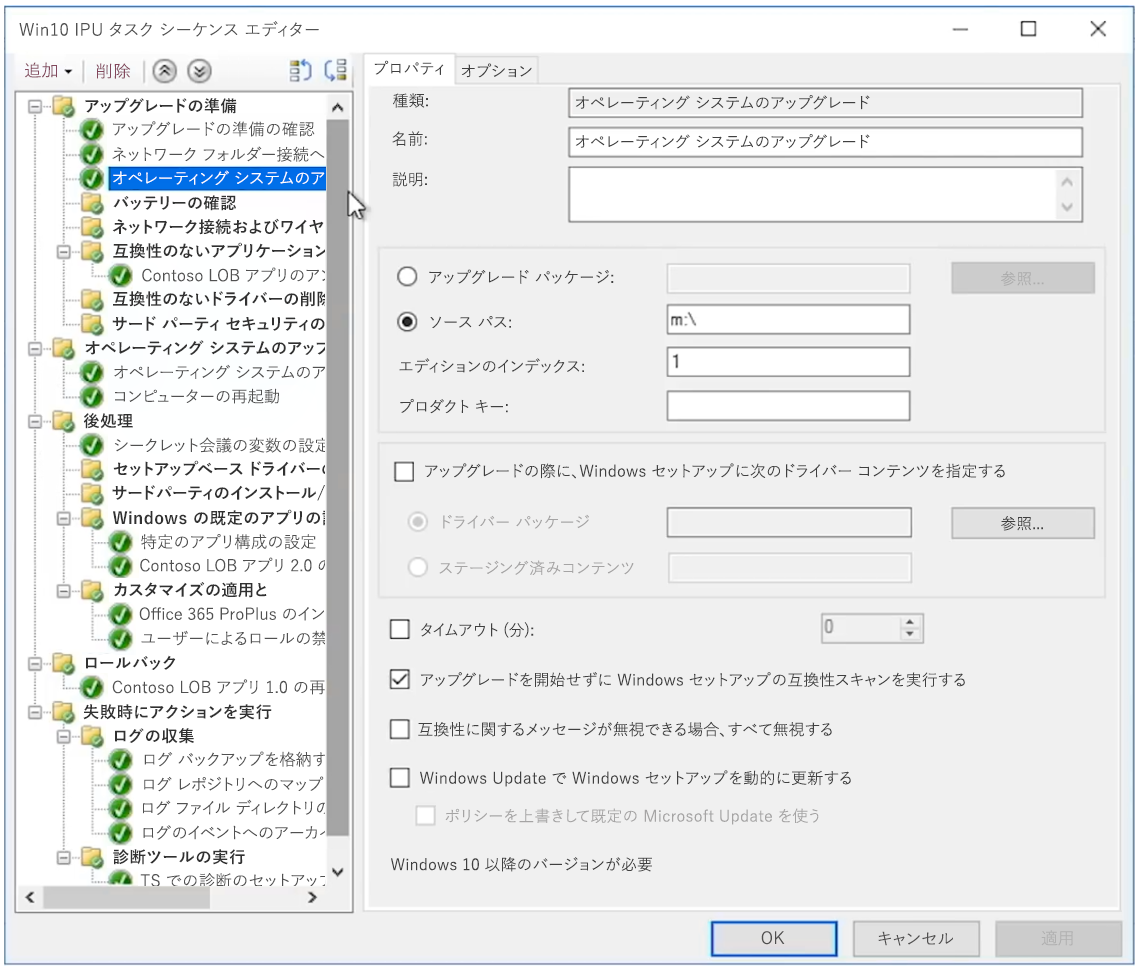 Win10 IPU タスク シーケンス エディター
追加 削除
アップグレードの準備
アップグレードの準備の確認
ネットワーク フォルダー接続へ
オペレーティング システムのア
バッテリーの確認
ネットワーク接続およびワイヤ
互換性のないアプリケーション
Contoso LOB アプリのアン
互換性のないドライバーの削除
サード パーティ セキュリティの
オペレーティング システムのアップ
オペレーティング システムのア
コンピューターの再起動
後処理
シークレット会議の変数の設定
セットアップベース ドライバーの
サードパーティのインストール/
Windows の既定のアプリの
特定のアプリ構成の設定
Contoso LOB アプリ 2.0 の
カスタマイズの適用と
Office 365 ProPlus のイン
ユーザーによるロールの禁
ロールバック
Contoso LOB アプリ 1.0 の再
失敗時にアクションを実行
ログの収集
ログ バックアップを格納す
ログ レポジトリへのマップ
ログ ファイル ディレクトリの
ログのイベントへのアーカイ
診断ツールの実行
TS での診断のセットアップ
プロパティ オプション
種類: オペレーティング システムのアップグレード
名前: オペレーティング システムのアップグレード
説明:
アップグレード パッケージ: 参照...
ソース パス: m:\
エディションのインデックス: 1
プロダクト キー:
アップグレードの際に、Windows セットアップに次のドライバー コンテンツを指定する
ドライバー パッケージ 参照...
ステージング済みコンテンツ
タイムアウト (分): 0
アップグレードを開始せずに Windows セットアップの互換性スキャンを実行する
互換性に関するメッセージが無視できる場合、すべて無視する
Windows Update で Windows セットアップを動的に更新する
ポリシーを上書きして既定の Microsoft Update を使う
Windows 10 以降のバージョンが必要
OK キャンセル 適用